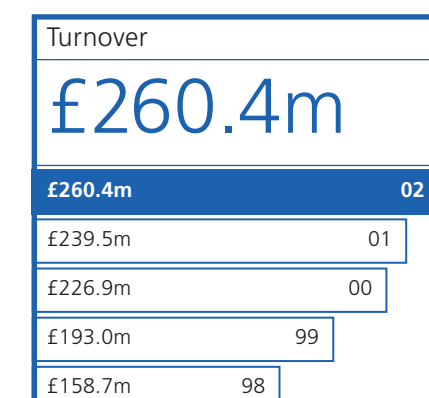 Turnover
£260.4m
£260.4m 02
£239.5m 01
£226.9m 00
£193.0m 99
£158.7m 98